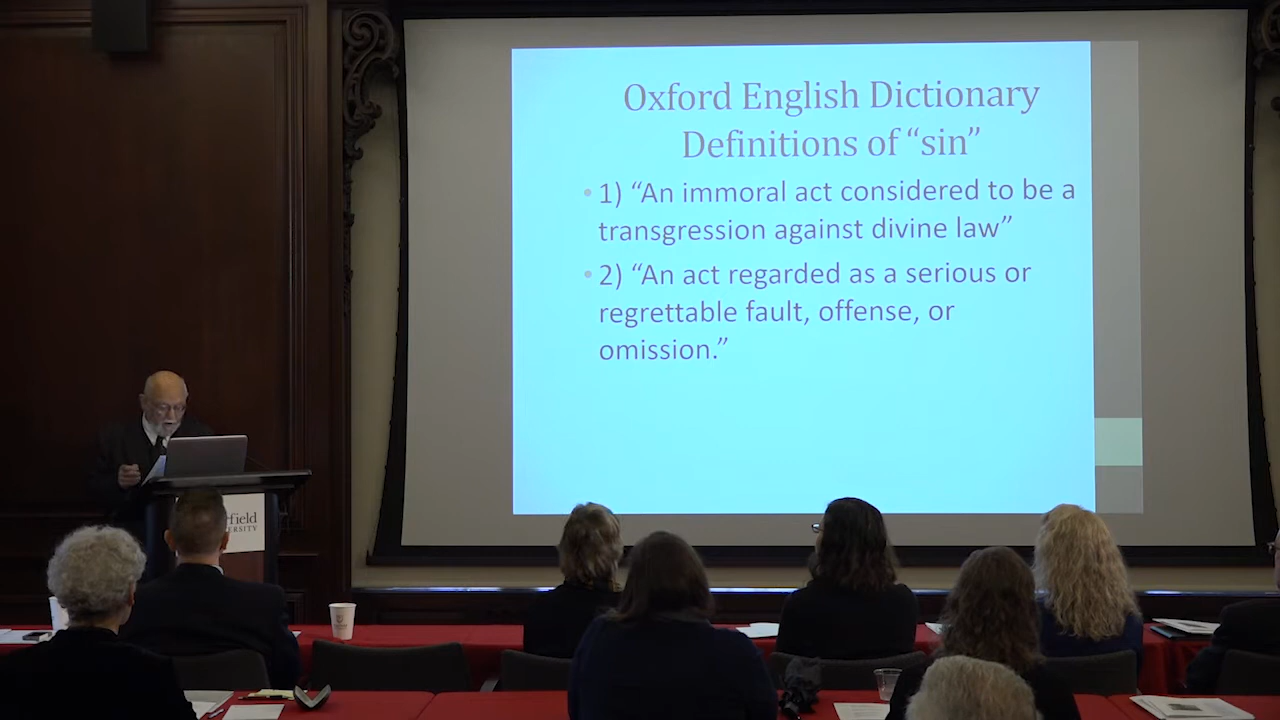 Oxford English Dictionary
Definitions of “sin”
• 1) “An immoral act considered to be a
transgression against divine law”
• 2) “An act regarded as a serious or
regrettable fault, offense, or
omission.”
rfield
ERSITY